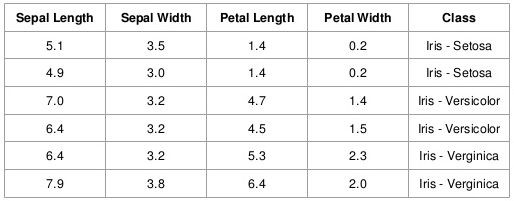 Sepal Length Sepal Width Petal Length Petal Width Class
5.1 3.5 1.4 0.2 Iris - Setosa
4.9 3.0 1.4 0.2 Iris - Setosa
7.0 3.2 4.7 1.4 Iris - Versicolor
6.4 3.2 4.5 1.5 Iris - Versicolor
6.4 3.2 5.3 2.3 Iris - Verginica
7.9 3.8 6.4 2.0 Iris - Verginica